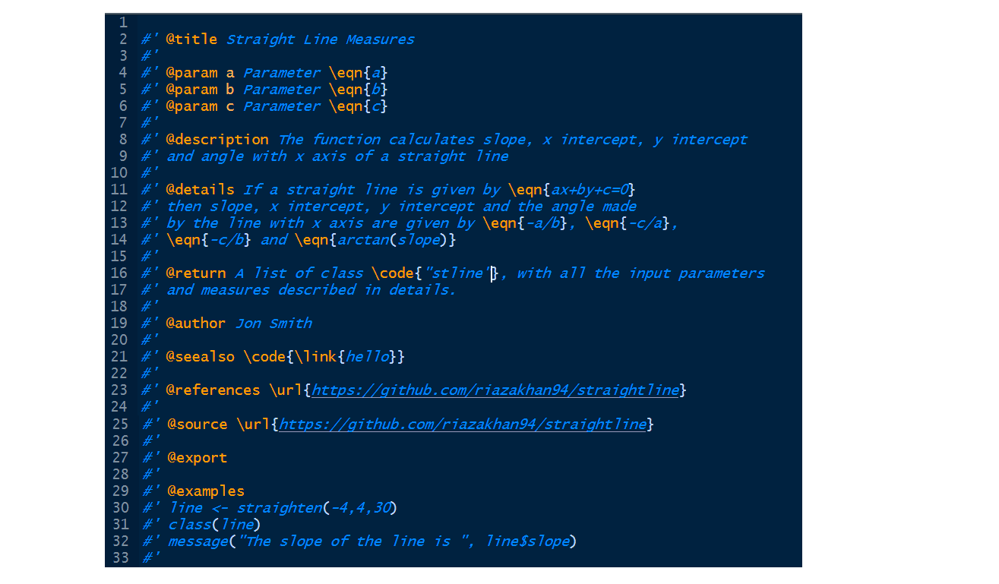 1
2 #' @title Straight Line Measures
3 #'
4 #' @param a Parameter \eqn{a}
5 #' @param b Parameter \eqn{b}
6 #' @param c Parameter \eqn{c}
7 #'
8 #' @description The function calculates slope, x intercept, y intercept
9 #' and angle with x axis of a straight line
10 #'
11 #' @details If a straight line is given by \eqn{ax+by+c=0}
12 #' then slope, x intercept, y intercept and the angle made
13 #' by the line with x axis are given by \eqn{-a/b}, \eqn{-c/a},
14 #' \eqn{-c/b} and \eqn{arctan(slope)}
15 #'
16 #' @return A list of class \code{"stline"}, with all the input parameters
17 #' and measures described in details.
18 #'
19 #' @author Jon Smith
20 #'
21 #' @seealso \code{\link{hello}}
22 #'
23 #' @references \url{https://github.com/riazakhan94/straightline}
24 #'
25 #' @source \url{https://github.com/riazakhan94/straightline}
26 #'
27 #' @export
28 #'
29 #' @examples
30 #' line <- straighten(-4,4,30)
31 #' class(line)
32 #' message("The slope of the line is ", line$slope)
33 #'